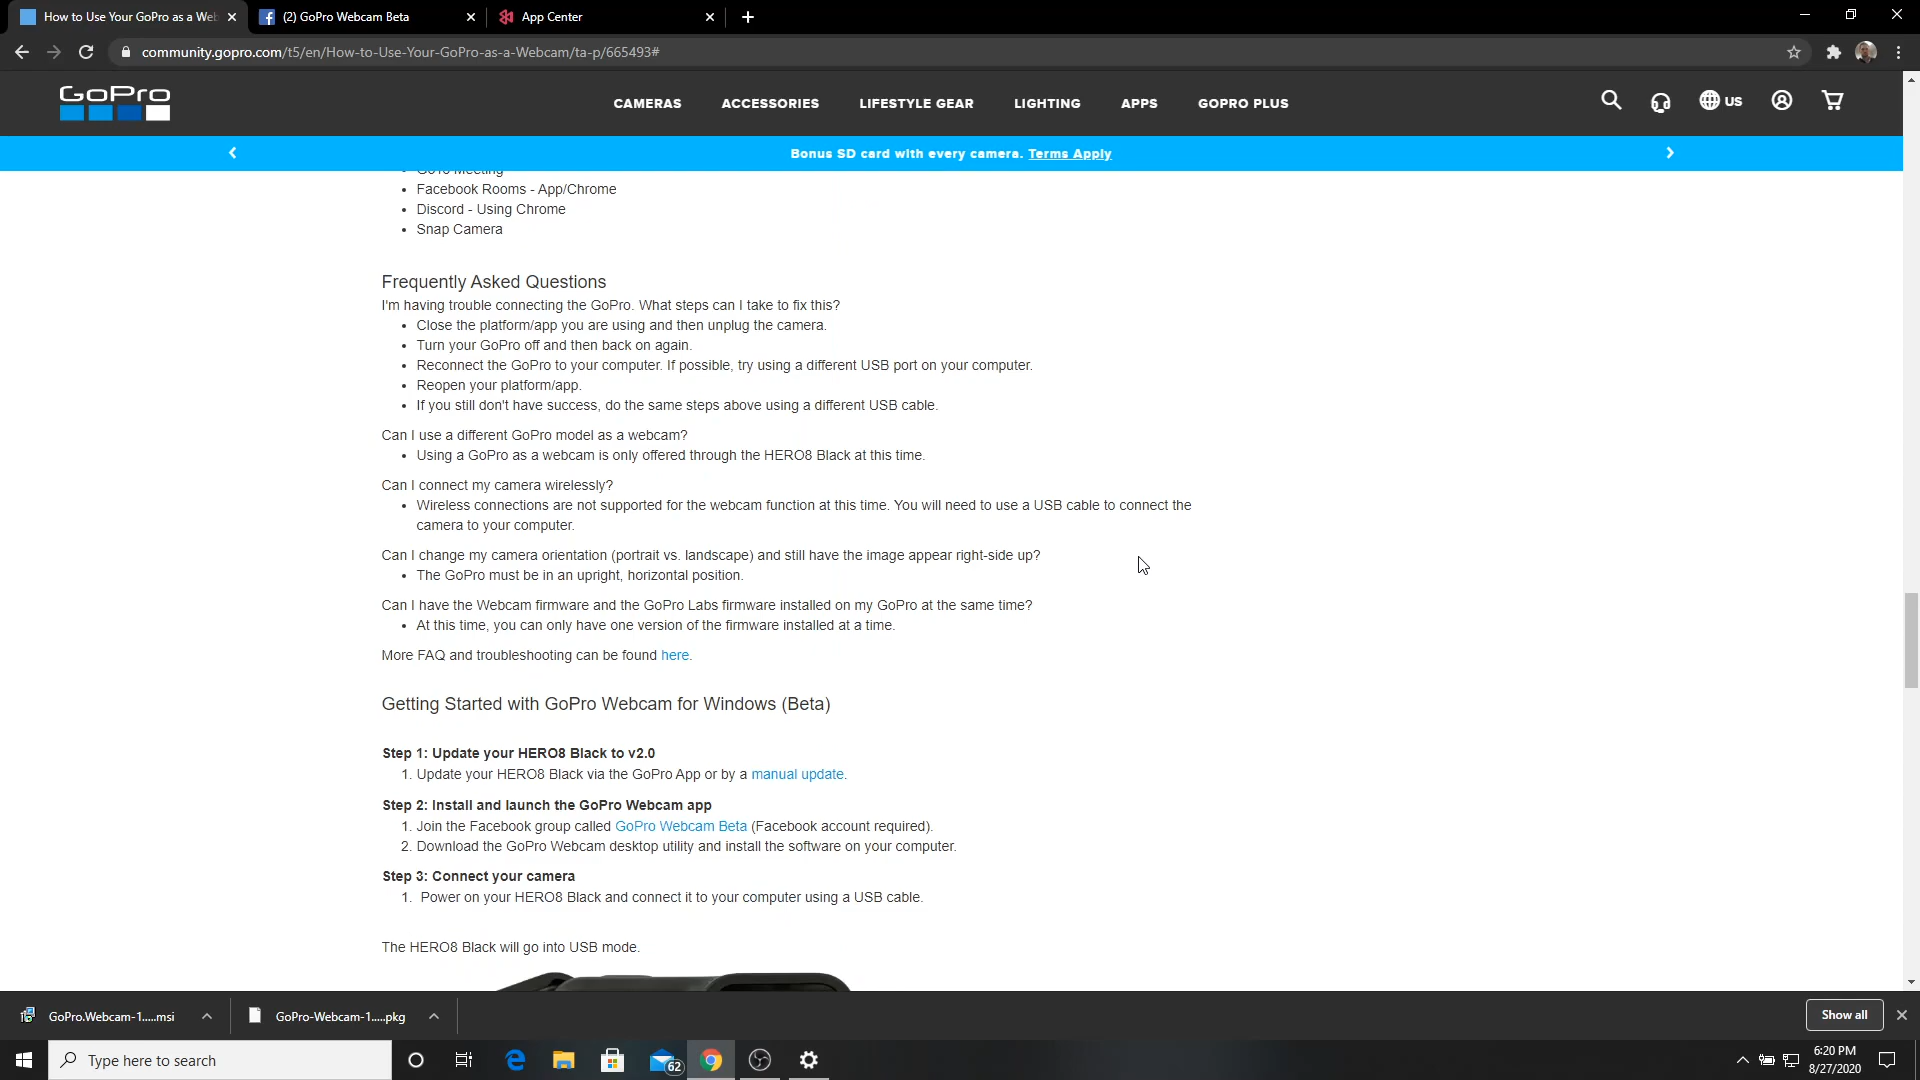 How to Use Your GoPro as a Web
(2) GoPro Webcam Beta
App Center
community.gopro.com/t5/en/How-to-Use-Your-GoPro-as-a-Webcam/ta-p/665493#
GoPro
CAMERAS
ACCESSORIES
LIFESTYLE GEAR
LIGHTING
APPS
GOPRO PLUS
US
Bonus SD card with every camera. Terms Apply
• GoTo Meeting
• Facebook Rooms - App/Chrome
• Discord - Using Chrome
• Snap Camera
Frequently Asked Questions
I'm having trouble connecting the GoPro. What steps can I take to fix this?
• Close the platform/app you are using and then unplug the camera.
• Turn your GoPro off and then back on again.
• Reconnect the GoPro to your computer. If possible, try using a different USB port on your computer.
• Reopen your platform/app.
• If you still don't have success, do the same steps above using a different USB cable.
Can I use a different GoPro model as a webcam?
• Using a GoPro as a webcam is only offered through the HERO8 Black at this time.
Can I connect my camera wirelessly?
• Wireless connections are not supported for the webcam function at this time. You will need to use a USB cable to connect the
camera to your computer.
Can I change my camera orientation (portrait vs. landscape) and still have the image appear right-side up?
• The GoPro must be in an upright, horizontal position.
Can I have the Webcam firmware and the GoPro Labs firmware installed on my GoPro at the same time?
• At this time, you can only have one version of the firmware installed at a time.
More FAQ and troubleshooting can be found here.
Getting Started with GoPro Webcam for Windows (Beta)
Step 1: Update your HERO8 Black to v2.0
1. Update your HERO8 Black via the GoPro App or by a manual update.
Step 2: Install and launch the GoPro Webcam app
1. Join the Facebook group called GoPro Webcam Beta (Facebook account required).
2. Download the GoPro Webcam desktop utility and install the software on your computer.
Step 3: Connect your camera
1. Power on your HERO8 Black and connect it to your computer using a USB cable.
The HERO8 Black will go into USB mode.
GoPro.Webcam-1.....msi
GoPro-Webcam-1.....pkg
Show all
Type here to search
62
6:20 PM
8/27/2020